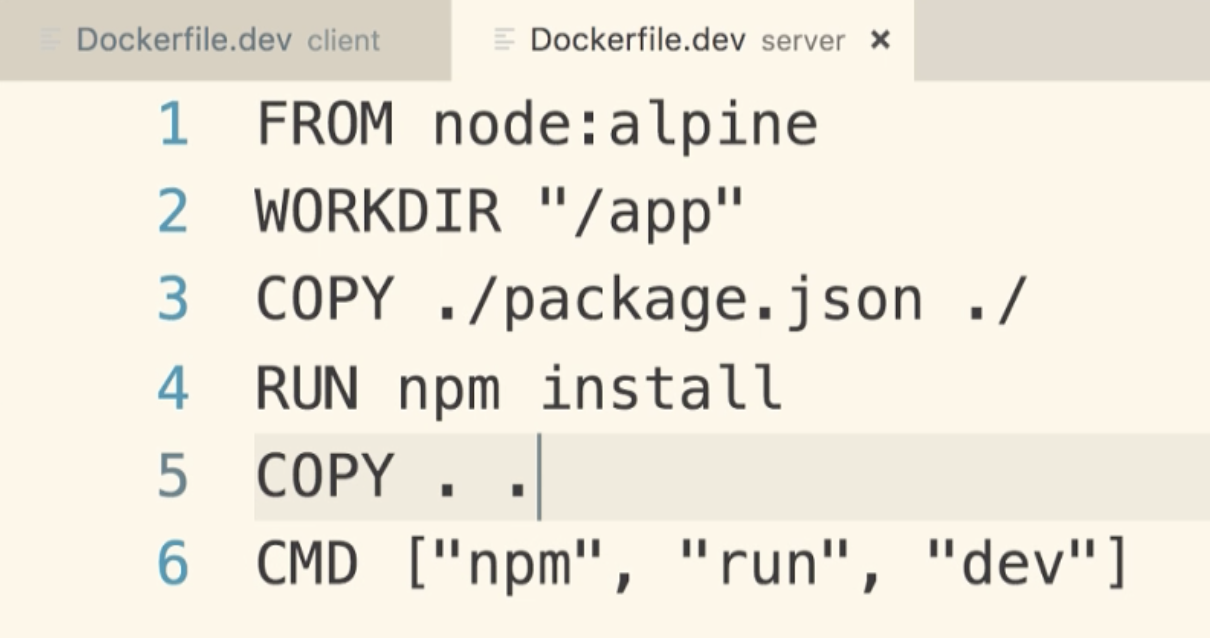 Dockerfile.dev client Dockerfile.dev server ×
1 FROM node:alpine
2 WORKDIR "/app"
3 COPY ./package.json ./
4 RUN npm install
5 COPY . .
6 CMD ["npm", "run", "dev"]